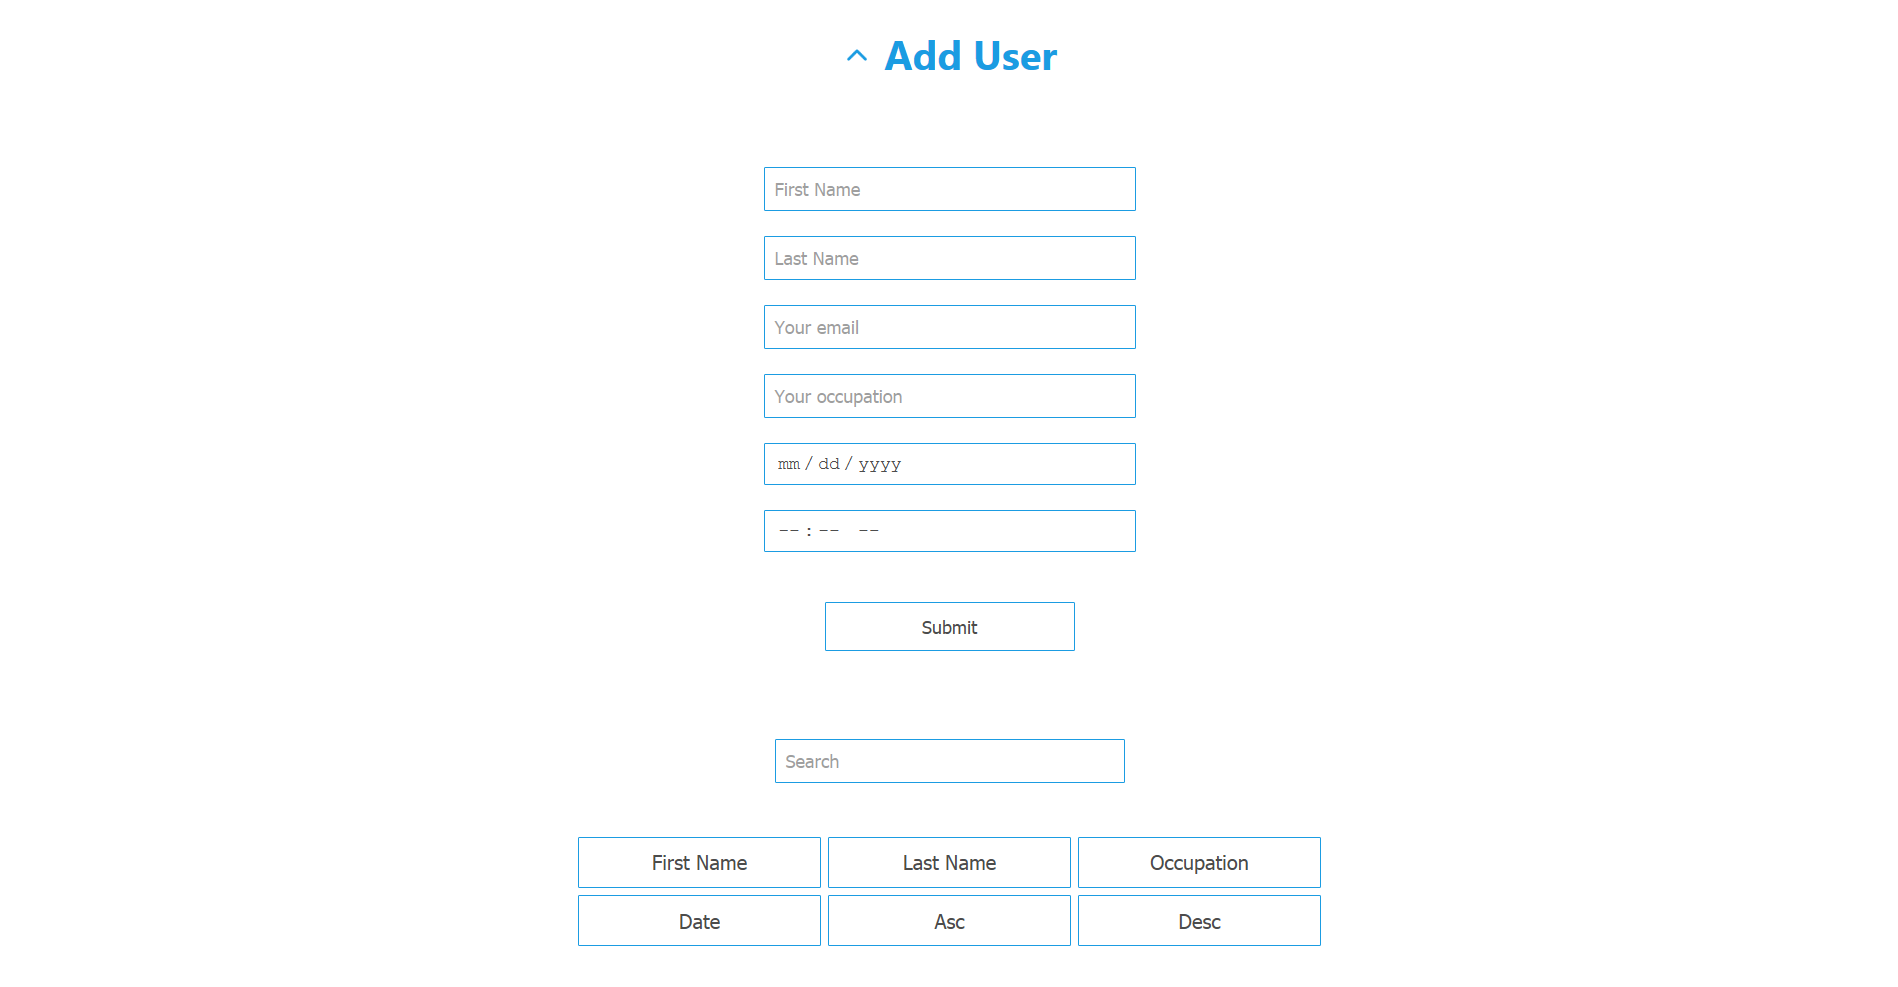 Add User
First Name
Last Name
Your email
Your occupation
mm/dd/yyyy
--:-- --
Submit
Search
First Name Last Name Occupation
Date Asc Desc